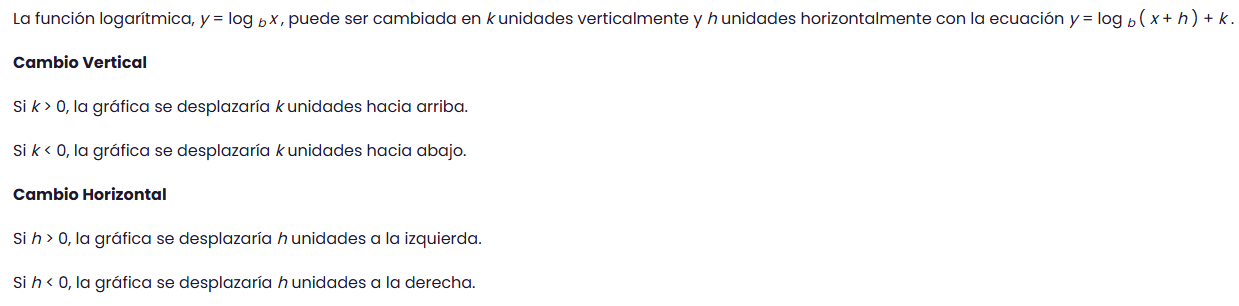 La función logarítmica, y = log b x , puede ser cambiada en k unidades verticalmente y h unidades horizontalmente con la ecuación y = log b ( x + h ) + k .
Cambio Vertical
Si k > 0, la gráfica se desplazaría k unidades hacia arriba.
Si k < 0, la gráfica se desplazaría k unidades hacia abajo.
Cambio Horizontal
Si h > 0, la gráfica se desplazaría h unidades a la izquierda.
Si h < 0, la gráfica se desplazaría h unidades a la derecha.